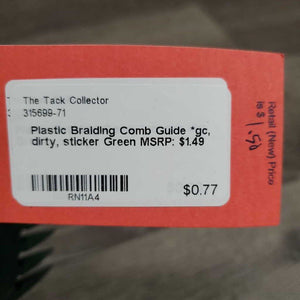 The Tack Collector
315699-71
Plastic Braiding Comb Guide *gc,
dirty, sticker Green MSRP: $1.49
$0.77
RN11A4
Retail (New) Price
is $1.50